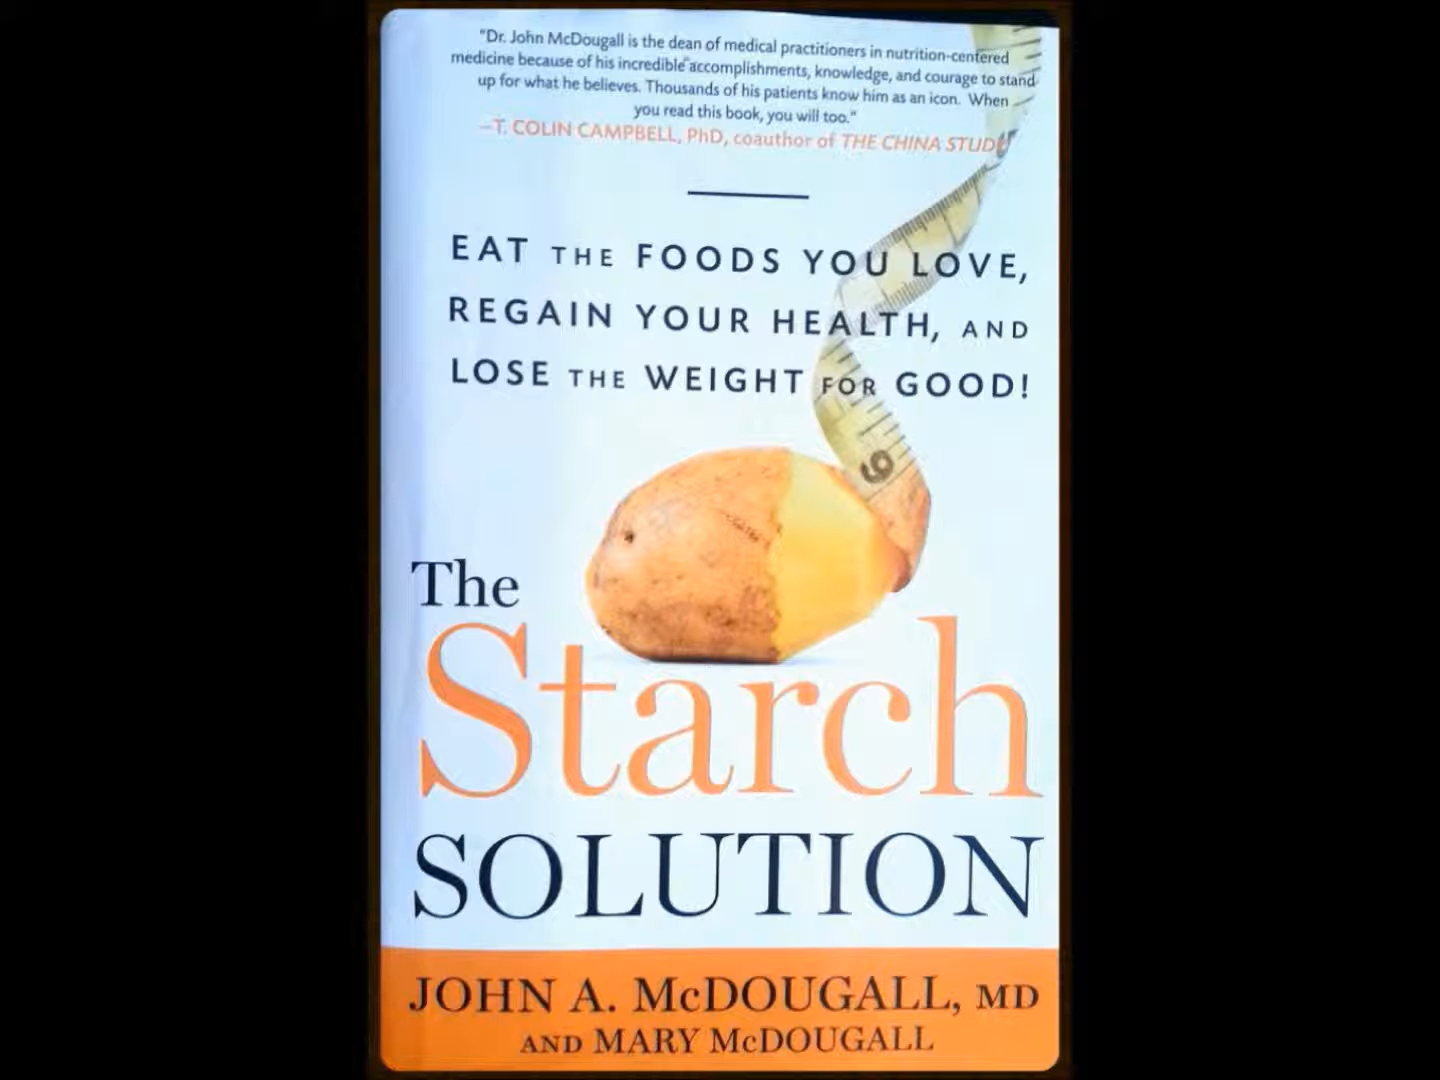 "Dr. John McDougall is the dean of medical practitioners in nutrition-centered
medicine because of his incredible accomplishments, knowledge, and courage to stand
up for what he believes. Thousands of his patients know him as an icon. When
you read this book, you will too."
—T. COLIN CAMPBELL, PhD, coauthor of THE CHINA STUDY
EAT THE FOODS YOU LOVE,
REGAIN YOUR HEALTH, AND
LOSE THE WEIGHT FOR GOOD!
9
The
Starch
SOLUTION
JOHN A. McDOUGALL, MD
AND MARY McDOUGALL